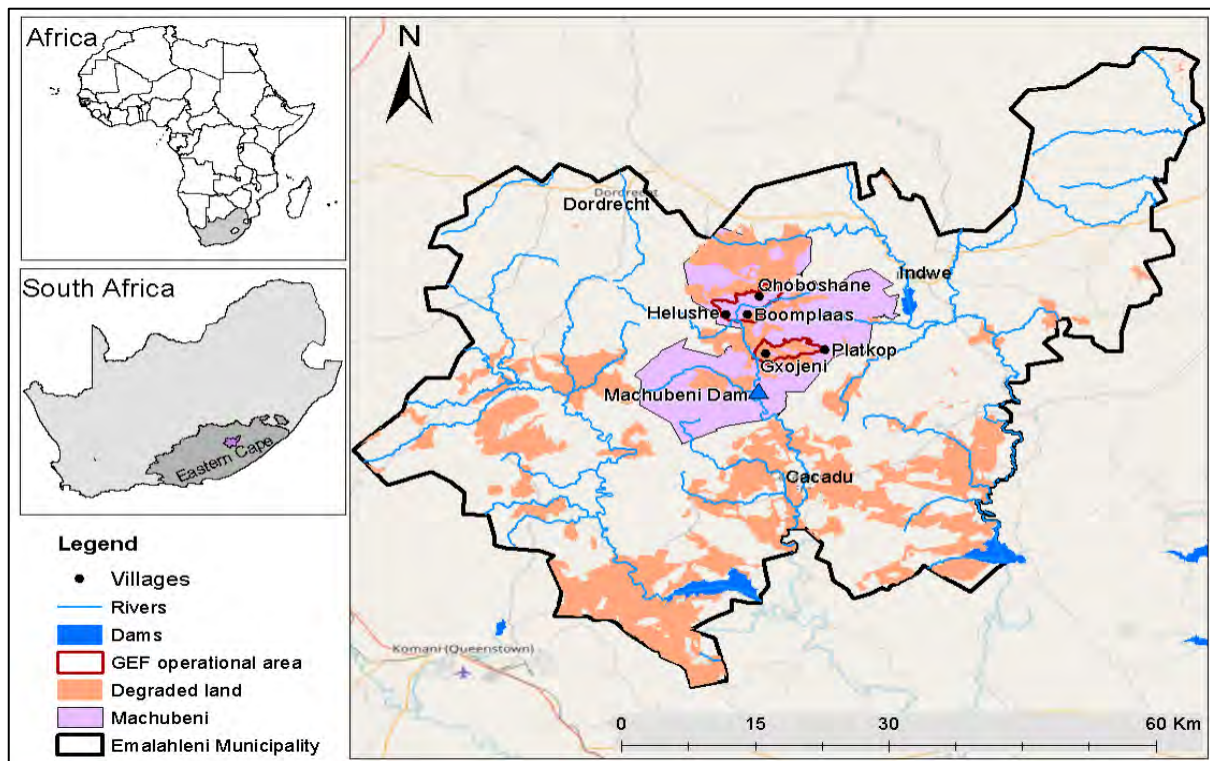 Africa
South Africa
Eastern Cape
Legend
Villages
Rivers
Dams
GEF operational area
Degraded land
Machubeni
Emalahleni Municipality
N
Dordrecht
Dordrecht
Indwe
Qhoboshane
Helushe
Boomplaas
Platkop
Gxojeni
Machubeni Dam
Cacadu
Komani (Queenstown)
0 15 30 60 Km